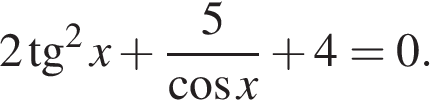 2 tg² x + 5/cos x + 4 = 0.